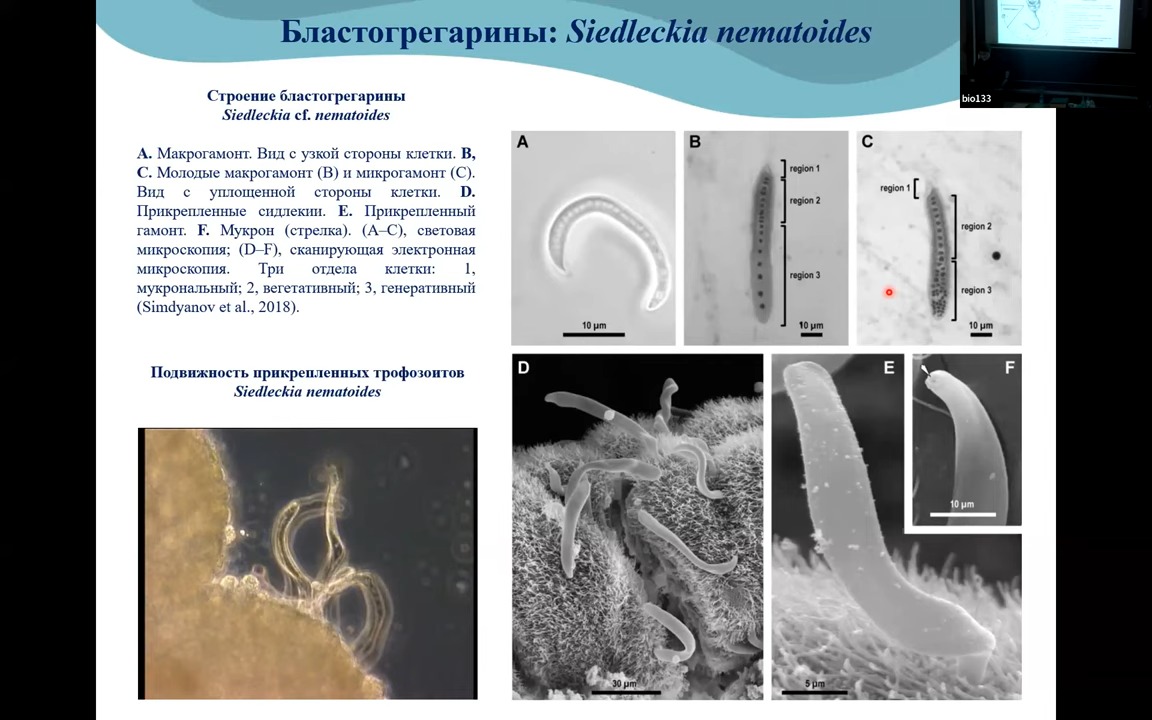 Бластогрегарины: Siedleckia nematoides
bio133
Строение бластогрегарины
Siedleckia cf. nematoides
A. Макрогамонт. Вид с узкой стороны клетки. B,
C. Молодые макрогамонт (B) и микрогамонт (C).
Вид с уплощенной стороны клетки. D.
Прикрепленные сидлекии. E. Прикрепленный
гамонт. F. Мукрон (стрелка). (A–C), световая
микроскопия; (D–F), сканирующая электронная
микроскопия. Три отдела клетки: 1,
мукрональный; 2, вегетативный; 3, генеративный
(Simdyanov et al., 2018).
Подвижность прикрепленных трофозоитов
Siedleckia nematoides
A
10 µm
B
region 1
region 2
region 3
10 µm
C
region 1
region 2
region 3
10 µm
D
30 µm
E
5 µm
F
10 µm